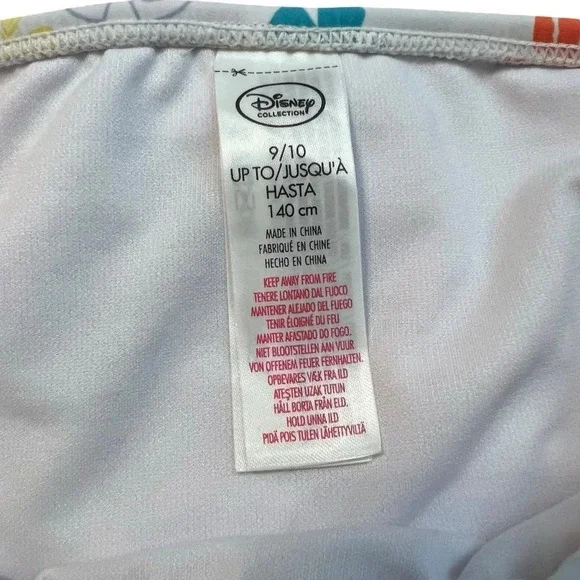 Disney
COLLECTION
9/10
UP TO/JUSQU'À
HASTA
140 cm
MADE IN CHINA
FABRIQUÉ EN CHINE
HECHO EN CHINA
KEEP AWAY FROM FIRE
TENERE LONTANO DAL FUOCO
MANTENER ALEJADO DEL FUEGO
TENIR ÉLOIGNÉ DU FEU
MANTER AFASTADO DO FOGO.
NIET BLOOTSTELLEN AAN VUUR
VON OFFENEM FEUER FERNHALTEN.
OPBEVARES VÆK FRA ILD
ATEŞTEN UZAK TUTUN
HÅLL BORTA FRÅN ELD.
HOLD UNNA ILD
PIDÄ POIS TULEN LÄHETTYVILTÄ